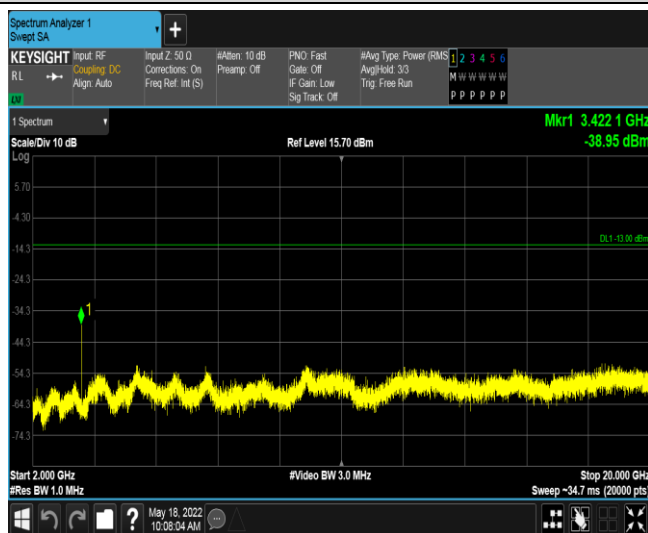 Spectrum Analyzer 1
Swept SA
KEYSIGHT
RL
LXI
Input: RF
Coupling: DC
Align: Auto
Input Z: 50 Ω
Corrections: On
Freq Ref: Int (S)
#Atten: 10 dB
Preamp: Off
PNO: Fast
Gate: Off
IF Gain: Low
Sig Track: Off
#Avg Type: Power (RMS
Avg|Hold: 3/3
Trig: Free Run
1 2 3 4 5 6
M W W W W W
P P P P P P
1 Spectrum
Scale/Div 10 dB
Ref Level 15.70 dBm
Mkr1 3.422 1 GHz
-38.95 dBm
Log
5.70
-4.30
DL1 -13.00 dBm
-14.3
-24.3
-34.3
1
-44.3
-54.3
-64.3
-74.3
Start 2.000 GHz
#Res BW 1.0 MHz
#Video BW 3.0 MHz
Stop 20.000 GHz
Sweep ~34.7 ms (20000 pts)
?
May 18, 2022
10:08:04 AM